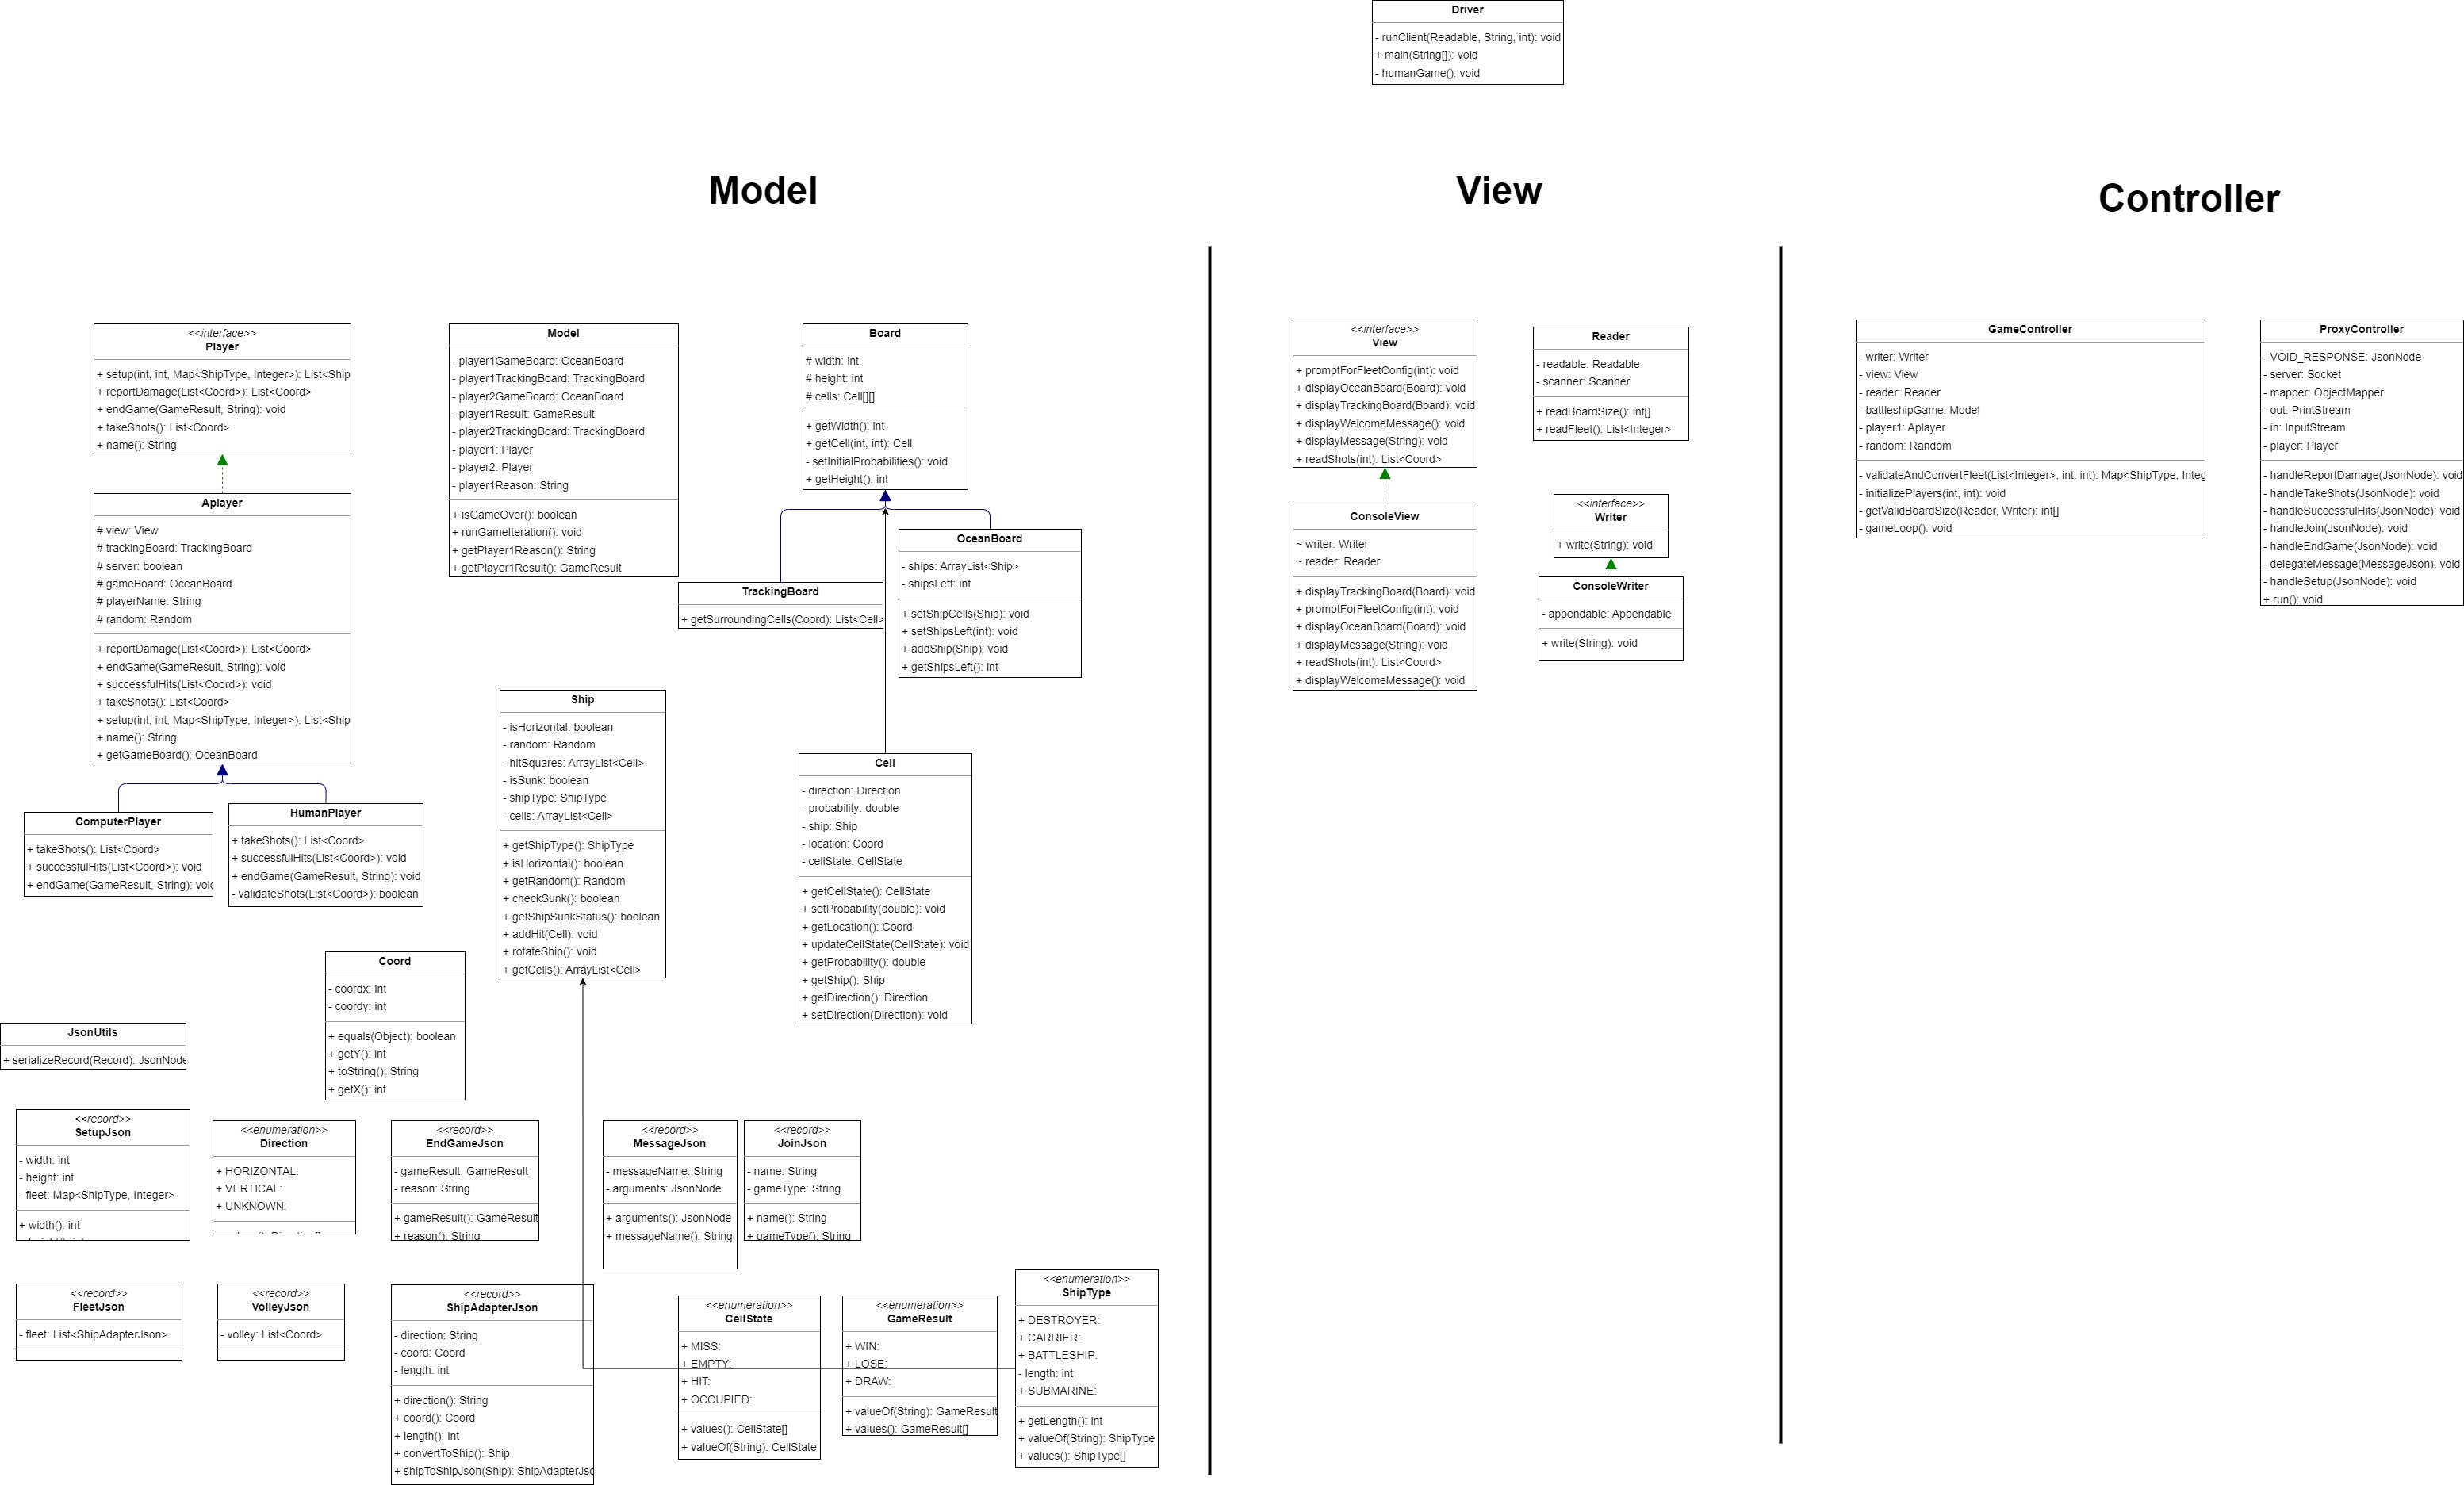 Driver
- runClient(Readable, String, int): void
+ main(String[]): void
- humanGame(): void
Model
View
Controller
<<interface>>
Player
+ setup(int, int, Map<ShipType, Integer>): List<Ship
+ reportDamage(List<Coord>): List<Coord>
+ endGame(GameResult, String): void
+ takeShots(): List<Coord>
+ name(): String
Aplayer
# view: View
# trackingBoard: TrackingBoard
# server: boolean
# gameBoard: OceanBoard
# playerName: String
# random: Random
+ reportDamage(List<Coord>): List<Coord>
+ endGame(GameResult, String): void
+ successfulHits(List<Coord>): void
+ takeShots(): List<Coord>
+ setup(int, int, Map<ShipType, Integer>): List<Ship
+ name(): String
+ getGameBoard(): OceanBoard
ComputerPlayer
+ takeShots(): List<Coord>
+ successfulHits(List<Coord>): void
+ endGame(GameResult, String): void
HumanPlayer
+ takeShots(): List<Coord>
+ successfulHits(List<Coord>): void
+ endGame(GameResult, String): void
- validateShots(List<Coord>): boolean
Model
- player1GameBoard: OceanBoard
- player1TrackingBoard: TrackingBoard
- player2GameBoard: OceanBoard
- player1Result: GameResult
- player2TrackingBoard: TrackingBoard
- player1: Player
- player2: Player
- player1Reason: String
+ isGameOver(): boolean
+ runGameIteration(): void
+ getPlayer1Reason(): String
+ getPlayer1Result(): GameResult
Board
# width: int
# height: int
# cells: Cell[][]
+ getWidth(): int
+ getCell(int, int): Cell
- setInitialProbabilities(): void
+ getHeight(): int
TrackingBoard
+ getSurroundingCells(Coord): List<Cell>
OceanBoard
- ships: ArrayList<Ship>
- shipsLeft: int
+ setShipCells(Ship): void
+ setShipsLeft(int): void
+ addShip(Ship): void
+ getShipsLeft(): int
Ship
- isHorizontal: boolean
- random: Random
- hitSquares: ArrayList<Cell>
- isSunk: boolean
- shipType: ShipType
- cells: ArrayList<Cell>
+ getShipType(): ShipType
+ isHorizontal(): boolean
+ getRandom(): Random
+ checkSunk(): boolean
+ getShipSunkStatus(): boolean
+ addHit(Cell): void
+ rotateShip(): void
+ getCells(): ArrayList<Cell>
Cell
- direction: Direction
- probability: double
- ship: Ship
- location: Coord
- cellState: CellState
+ getCellState(): CellState
+ setProbability(double): void
+ getLocation(): Coord
+ updateCellState(CellState): void
+ getProbability(): double
+ getShip(): Ship
+ getDirection(): Direction
+ setDirection(Direction): void
Coord
- coordx: int
- coordy: int
+ equals(Object): boolean
+ getY(): int
+ toString(): String
+ getX(): int
JsonUtils
+ serializeRecord(Record): JsonNode
<<record>>
SetupJson
- width: int
- height: int
- fleet: Map<ShipType, Integer>
+ width(): int
<<enumeration>>
Direction
+ HORIZONTAL:
+ VERTICAL:
+ UNKNOWN:
<<record>>
EndGameJson
- gameResult: GameResult
- reason: String
+ gameResult(): GameResult
+ reason(): String
<<record>>
MessageJson
- messageName: String
- arguments: JsonNode
+ arguments(): JsonNode
+ messageName(): String
<<record>>
JoinJson
- name: String
- gameType: String
+ name(): String
+ gameType(): String
<<record>>
FleetJson
- fleet: List<ShipAdapterJson>
<<record>>
VolleyJson
- volley: List<Coord>
<<record>>
ShipAdapterJson
- direction: String
- coord: Coord
- length: int
+ direction(): String
+ coord(): Coord
+ length(): int
+ convertToShip(): Ship
+ shipToShipJson(Ship): ShipAdapterJso
<<enumeration>>
CellState
+ MISS:
+ EMPTY:
+ HIT:
+ OCCUPIED:
+ values(): CellState[]
+ valueOf(String): CellState
<<enumeration>>
GameResult
+ WIN:
+ LOSE:
+ DRAW:
+ valueOf(String): GameResult
+ values(): GameResult[]
<<enumeration>>
ShipType
+ DESTROYER:
+ CARRIER:
+ BATTLESHIP:
- length: int
+ SUBMARINE:
+ getLength(): int
+ valueOf(String): ShipType
+ values(): ShipType[]
<<interface>>
View
+ promptForFleetConfig(int): void
+ displayOceanBoard(Board): void
+ displayTrackingBoard(Board): void
+ displayWelcomeMessage(): void
+ displayMessage(String): void
+ readShots(int): List<Coord>
ConsoleView
~ writer: Writer
~ reader: Reader
+ displayTrackingBoard(Board): void
+ promptForFleetConfig(int): void
+ displayOceanBoard(Board): void
+ displayMessage(String): void
+ readShots(int): List<Coord>
+ displayWelcomeMessage(): void
Reader
- readable: Readable
- scanner: Scanner
+ readBoardSize(): int[]
+ readFleet(): List<Integer>
<<interface>>
Writer
+ write(String): void
ConsoleWriter
- appendable: Appendable
+ write(String): void
GameController
- writer: Writer
- view: View
- reader: Reader
- battleshipGame: Model
- player1: Aplayer
- random: Random
- validateAndConvertFleet(List<Integer>, int, int): Map<ShipType, Integ
- initializePlayers(int, int): void
- getValidBoardSize(Reader, Writer): int[]
- gameLoop(): void
ProxyController
- VOID_RESPONSE: JsonNode
- server: Socket
- mapper: ObjectMapper
- out: PrintStream
- in: InputStream
- player: Player
- handleReportDamage(JsonNode): void
- handleTakeShots(JsonNode): void
- handleSuccessfulHits(JsonNode): void
- handleJoin(JsonNode): void
- handleEndGame(JsonNode): void
- delegateMessage(MessageJson): void
- handleSetup(JsonNode): void
+ run(): void